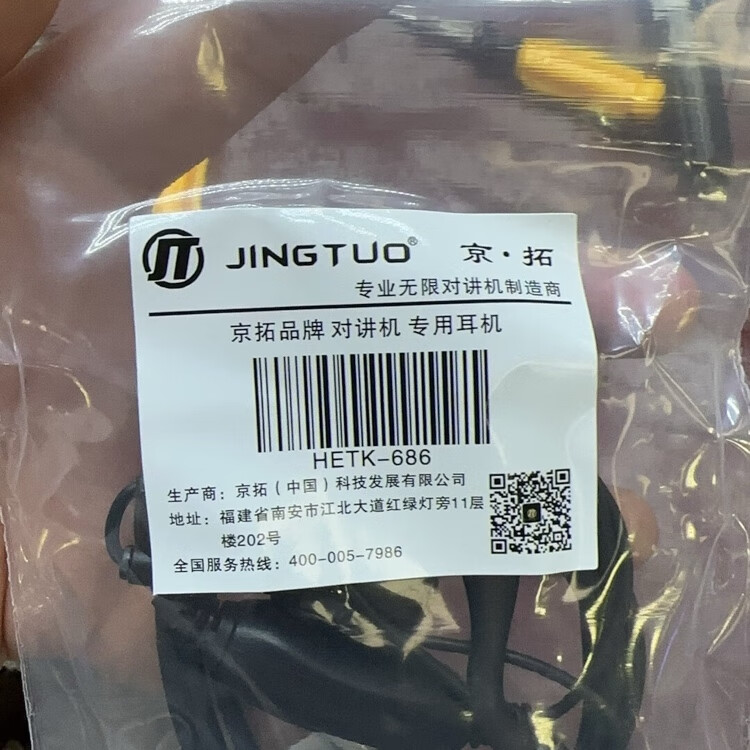 JT JINGTUO® 京·拓
专业无限对讲机制造商
京拓品牌 对讲机 专用耳机
HETK-686
生产商：京拓（中国）科技发展有限公司
地址：福建省南安市江北大道红绿灯旁11层
楼202号
全国服务热线：400-005-7986